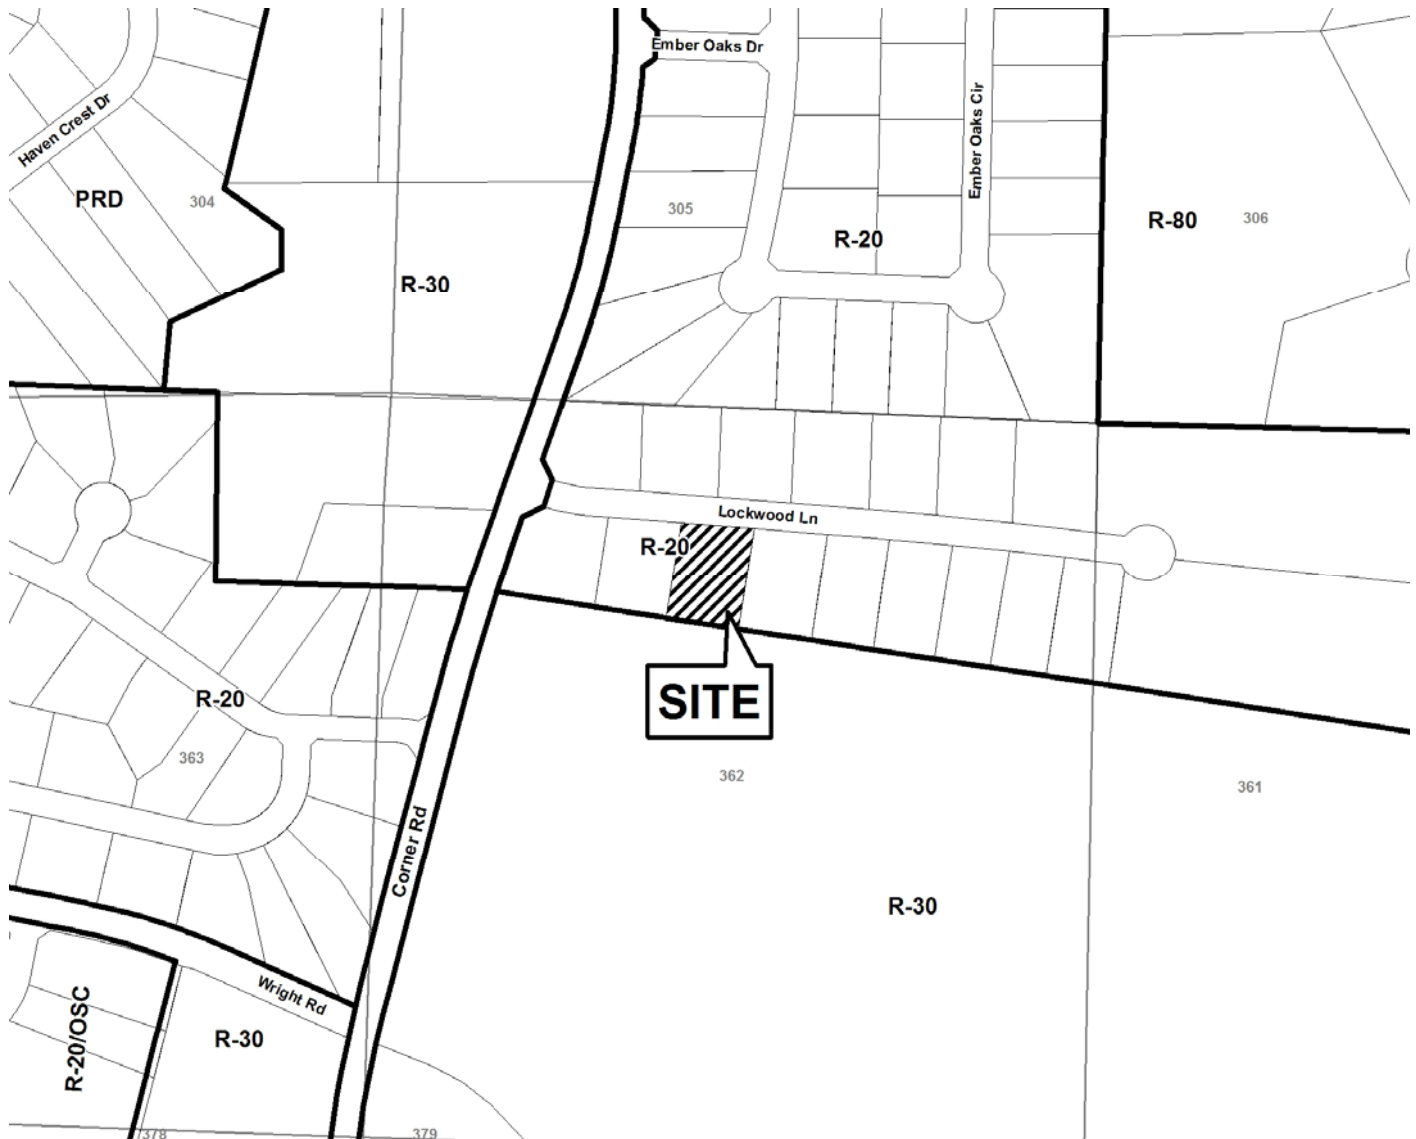 Ember Oaks Dr
Ember Oaks Cir
Haven Crest Dr
PRD
304
305
R-80
306
R-20
R-30
Lockwood Ln
R-20
SITE
R-20
363
362
361
Corner Rd
R-30
Wright Rd
R-20/OSC
R-30
378
379